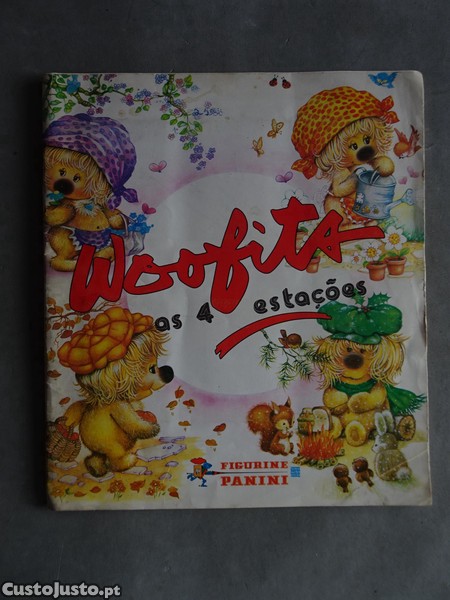 Woofits
as 4 estações
FIGURINE
PANINI
CustoJusto.pt